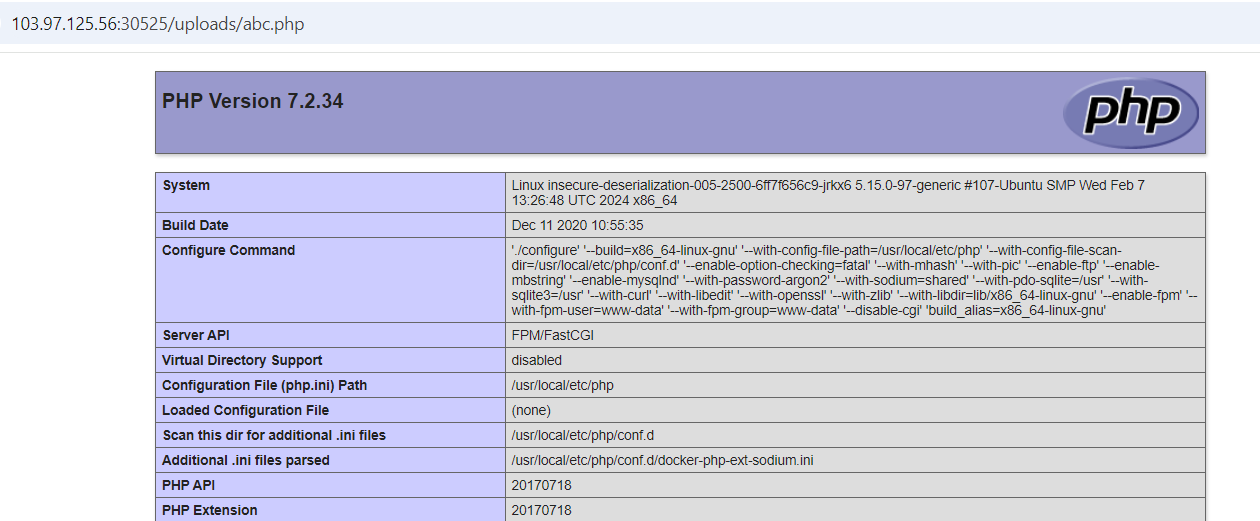 103.97.125.56:30525/uploads/abc.php
PHP Version 7.2.34
php
System
Linux insecure-deserialization-005-2500-6ff7f656c9-jrkx6 5.15.0-97-generic #107-Ubuntu SMP Wed Feb 7
13:26:48 UTC 2024 x86_64
Build Date
Dec 11 2020 10:55:35
Configure Command
'./configure' '--build=x86_64-linux-gnu' '--with-config-file-path=/usr/local/etc/php' '--with-config-file-scan-
dir=/usr/local/etc/php/conf.d' '--enable-option-checking=fatal' '--with-mhash' '--with-pic' '--enable-ftp' '--enable-
mbstring' '--enable-mysqlnd' '--with-password-argon2' '--with-sodium=shared' '--with-pdo-sqlite=/usr' '--with-
sqlite3=/usr' '--with-curl' '--with-libedit' '--with-openssl' '--with-zlib' '--with-libdir=lib/x86_64-linux-gnu' '--enable-fpm' '--
with-fpm-user=www-data' '--with-fpm-group=www-data' '--disable-cgi' 'build_alias=x86_64-linux-gnu'
Server API
FPM/FastCGI
Virtual Directory Support
disabled
Configuration File (php.ini) Path
/usr/local/etc/php
Loaded Configuration File
(none)
Scan this dir for additional .ini files
/usr/local/etc/php/conf.d
Additional .ini files parsed
/usr/local/etc/php/conf.d/docker-php-ext-sodium.ini
PHP API
20170718
PHP Extension
20170718